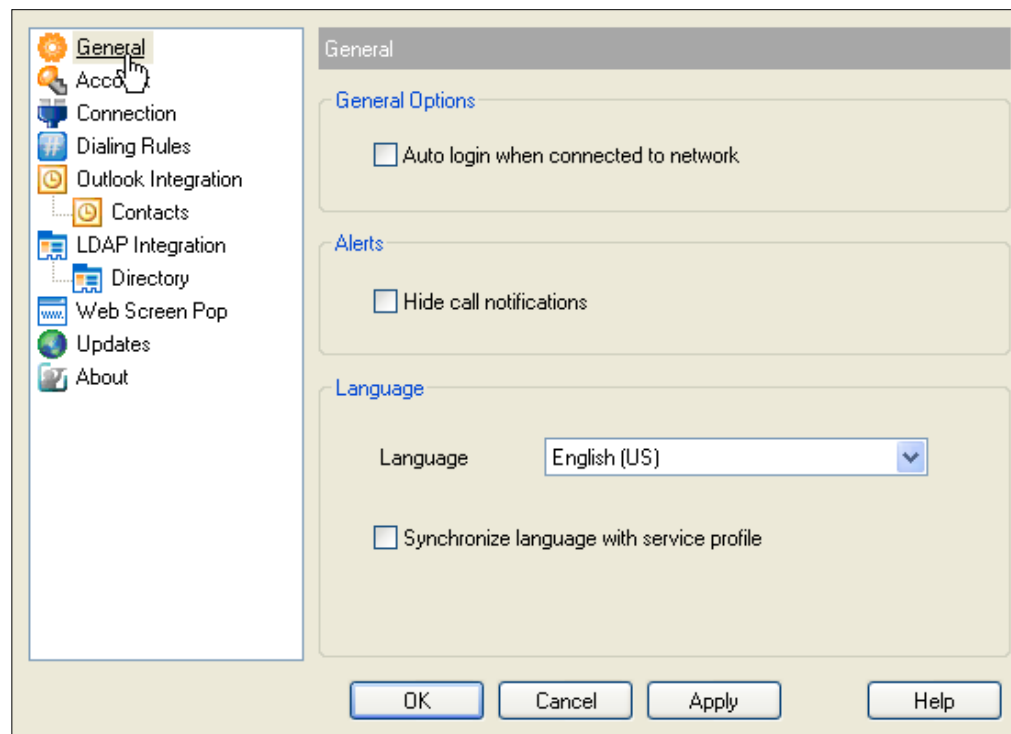 General
Account
Connection
Dialing Rules
Outlook Integration
Contacts
LDAP Integration
Directory
www.
Web Screen Pop
Updates
About
General
General Options
Auto login when connected to network
Alerts
Hide call notifications
Language
Language
English (US)
Synchronize language with service profile
OK
Cancel
Apply
Help